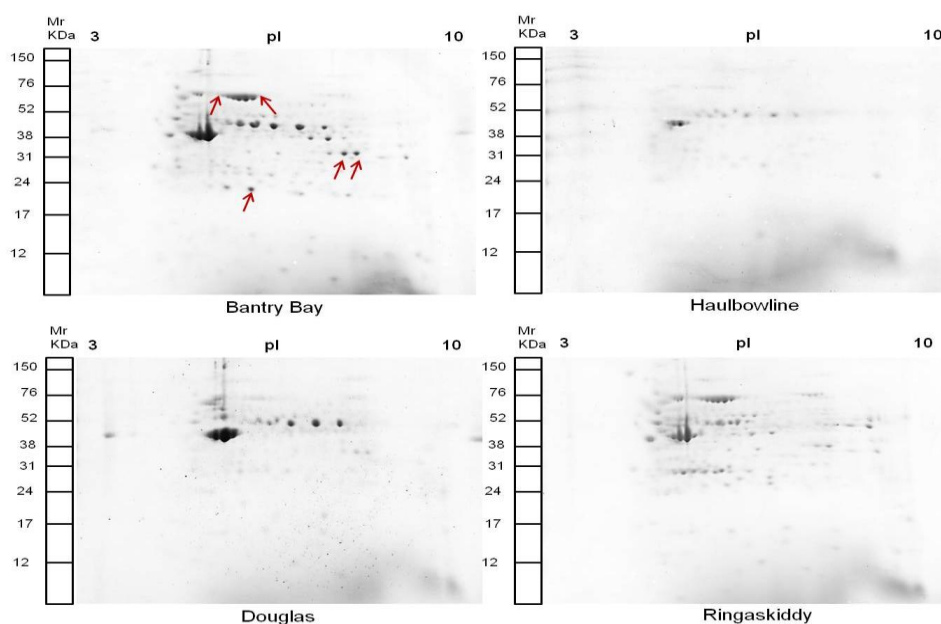 Mr
KDa
3
pI
10
150
76
52
38
31
24
17
12
Bantry Bay
Mr
KDa
3
pI
10
150
76
52
38
31
24
17
12
Haulbowline
Mr
KDa
3
pI
10
150
76
52
38
31
24
17
12
Douglas
Mr
KDa
3
pI
10
150
76
52
38
31
24
17
12
Ringaskiddy